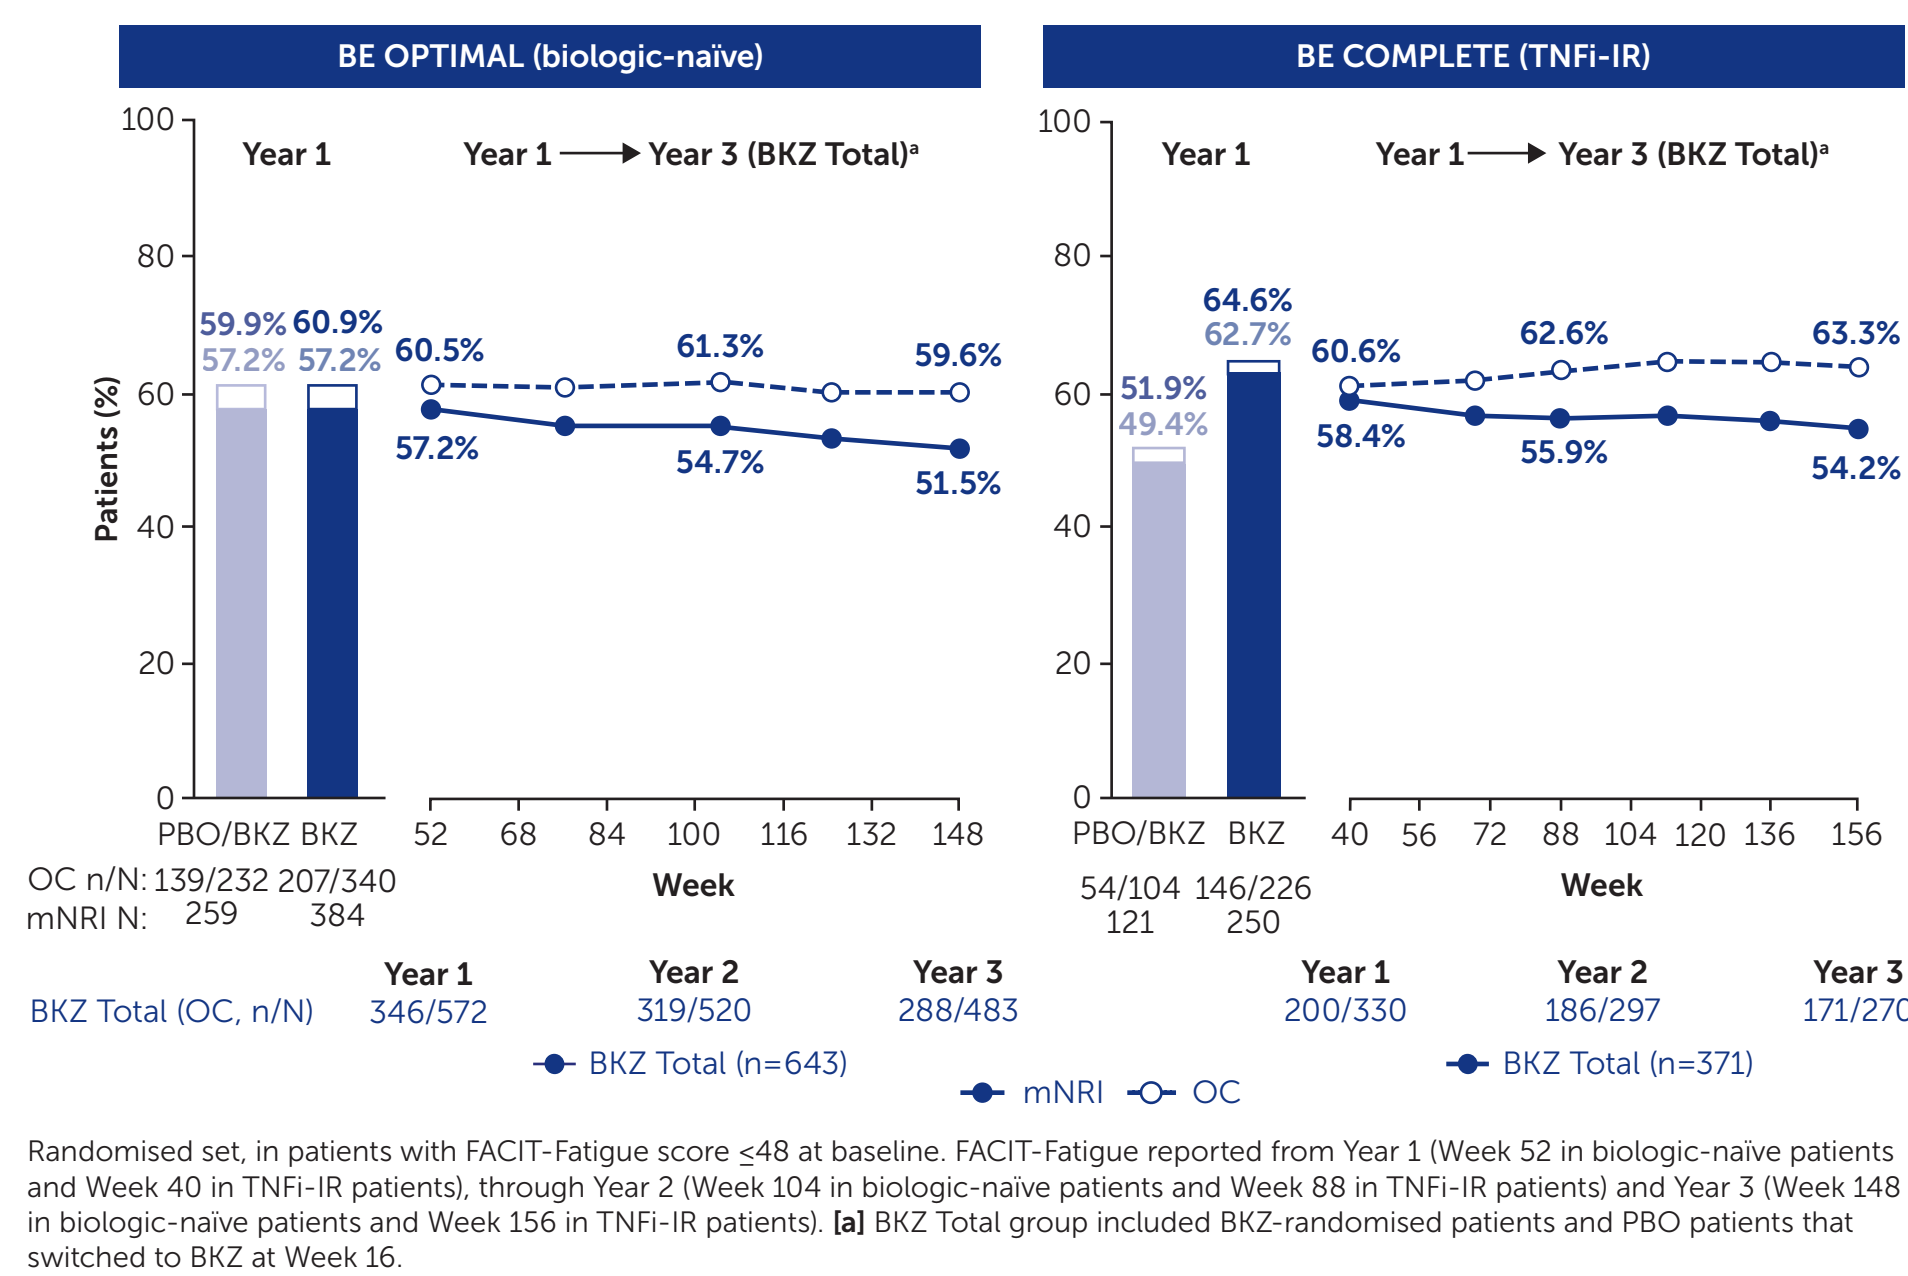 BE OPTIMAL (biologic-naïve)
Patients (%)
100
80
60
40
20
0
Year 1
Year 1 → Year 3 (BKZ Total)ª
59.9% 60.9%
57.2% 57.2%
60.5%
61.3%
59.6%
57.2%
54.7%
51.5%
PBO/BKZ BKZ
52 68 84 100 116 132 148
Week
OC n/N: 139/232 207/340
mNRI N: 259 384
Year 1 Year 2 Year 3
BKZ Total (OC, n/N) 346/572 319/520 288/483
BKZ Total (n=643)
BE COMPLETE (TNFi-IR)
100
80
60
40
20
0
Year 1
Year 1 → Year 3 (BKZ Total)ª
51.9%
49.4%
64.6%
62.7%
60.6%
62.6%
63.3%
58.4%
55.9%
54.2%
PBO/BKZ BKZ
40 56 72 88 104 120 136 156
Week
54/104 146/226
121 250
Year 1 Year 2 Year 3
200/330 186/297 171/270
BKZ Total (n=371)
mNRI OC
Randomised set, in patients with FACIT-Fatigue score ≤48 at baseline. FACIT-Fatigue reported from Year 1 (Week 52 in biologic-naïve patients
and Week 40 in TNFi-IR patients), through Year 2 (Week 104 in biologic-naïve patients and Week 88 in TNFi-IR patients) and Year 3 (Week 148
in biologic-naïve patients and Week 156 in TNFi-IR patients). [a] BKZ Total group included BKZ-randomised patients and PBO patients that
switched to BKZ at Week 16.